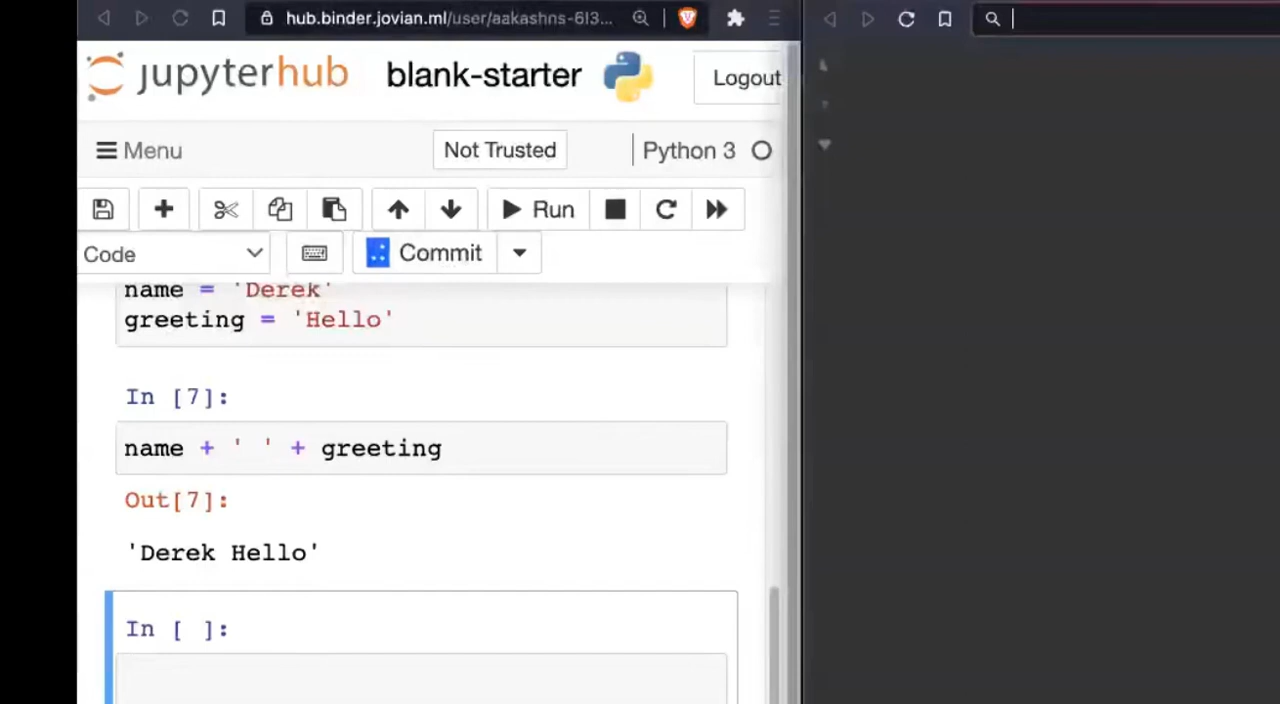 hub.binder.jovian.ml/user/aakashns-6I3...
jupyterhub blank-starter Logout
Menu Not Trusted Python 3
Run
Code Commit
name = 'Derek'
greeting = 'Hello'
In [7]:
name + ' ' + greeting
Out[7]:
'Derek Hello'
In [ ]: